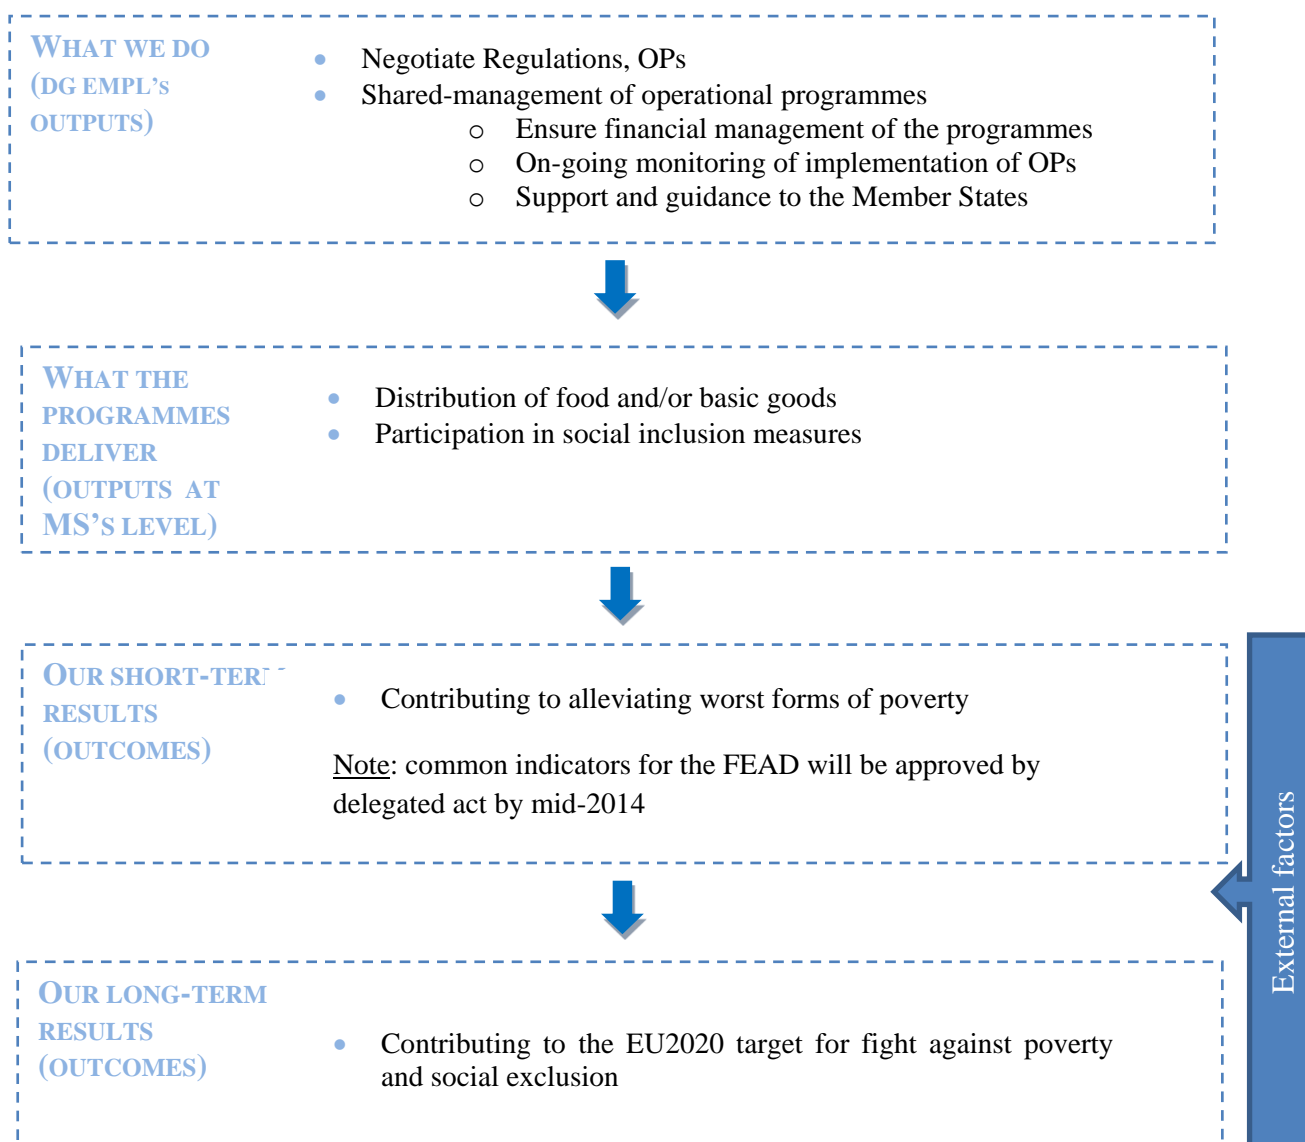 WHAT WE DO
(DG EMPL's
OUTPUTS)
• Negotiate Regulations, OPs
• Shared-management of operational programmes
o Ensure financial management of the programmes
o On-going monitoring of implementation of OPs
o Support and guidance to the Member States
WHAT THE
PROGRAMMES
DELIVER
(OUTPUTS AT
MS'S LEVEL)
• Distribution of food and/or basic goods
• Participation in social inclusion measures
OUR SHORT-TERM
RESULTS
(OUTCOMES)
• Contributing to alleviating worst forms of poverty
Note: common indicators for the FEAD will be approved by
delegated act by mid-2014
OUR LONG-TERM
RESULTS
(OUTCOMES)
• Contributing to the EU2020 target for fight against poverty
and social exclusion
External factors